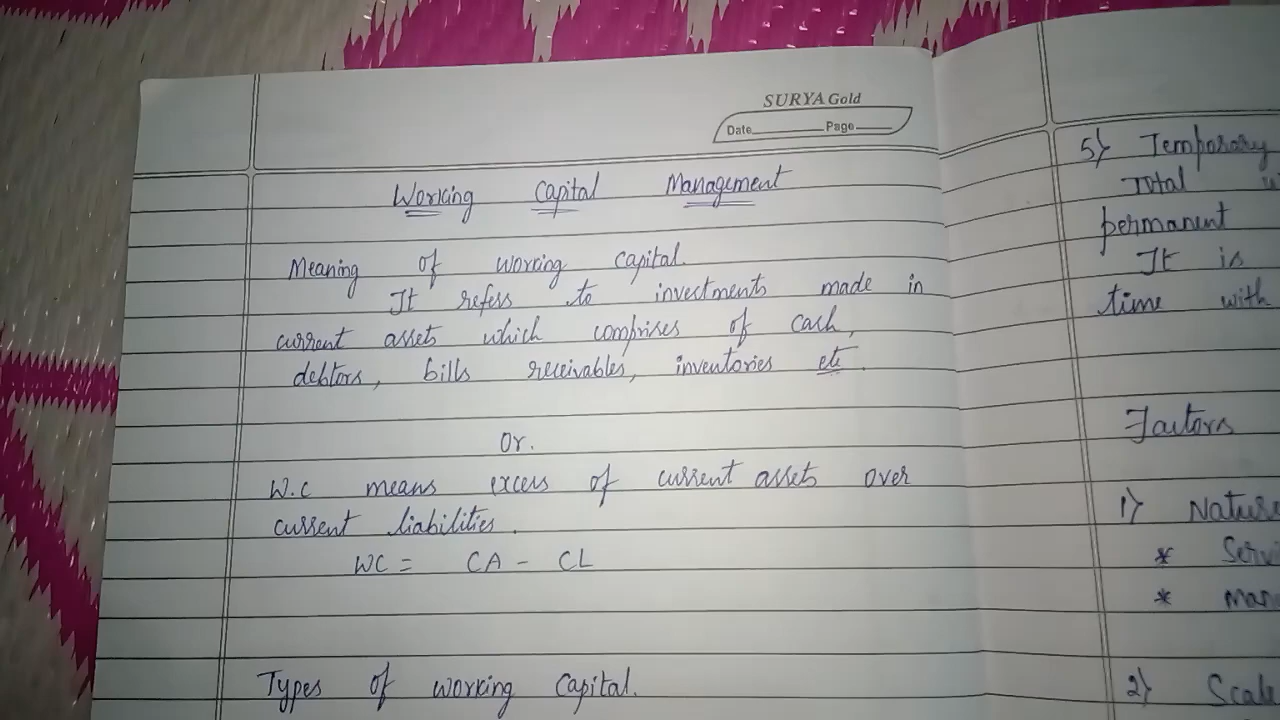 SURYA Gold
Date Page
Working Capital Management
Meaning of working capital.
It refers to investments made in
current assets which comprises of cash,
debtors, bills receivables, inventories etc.
Or.
W.C means excess of current assets over
current liabilities.
WC = CA - CL
Types of working Capital.
5) Temporary
Total
permanent
It is
time with
Factors
1) Nature
*
*
2) Scale